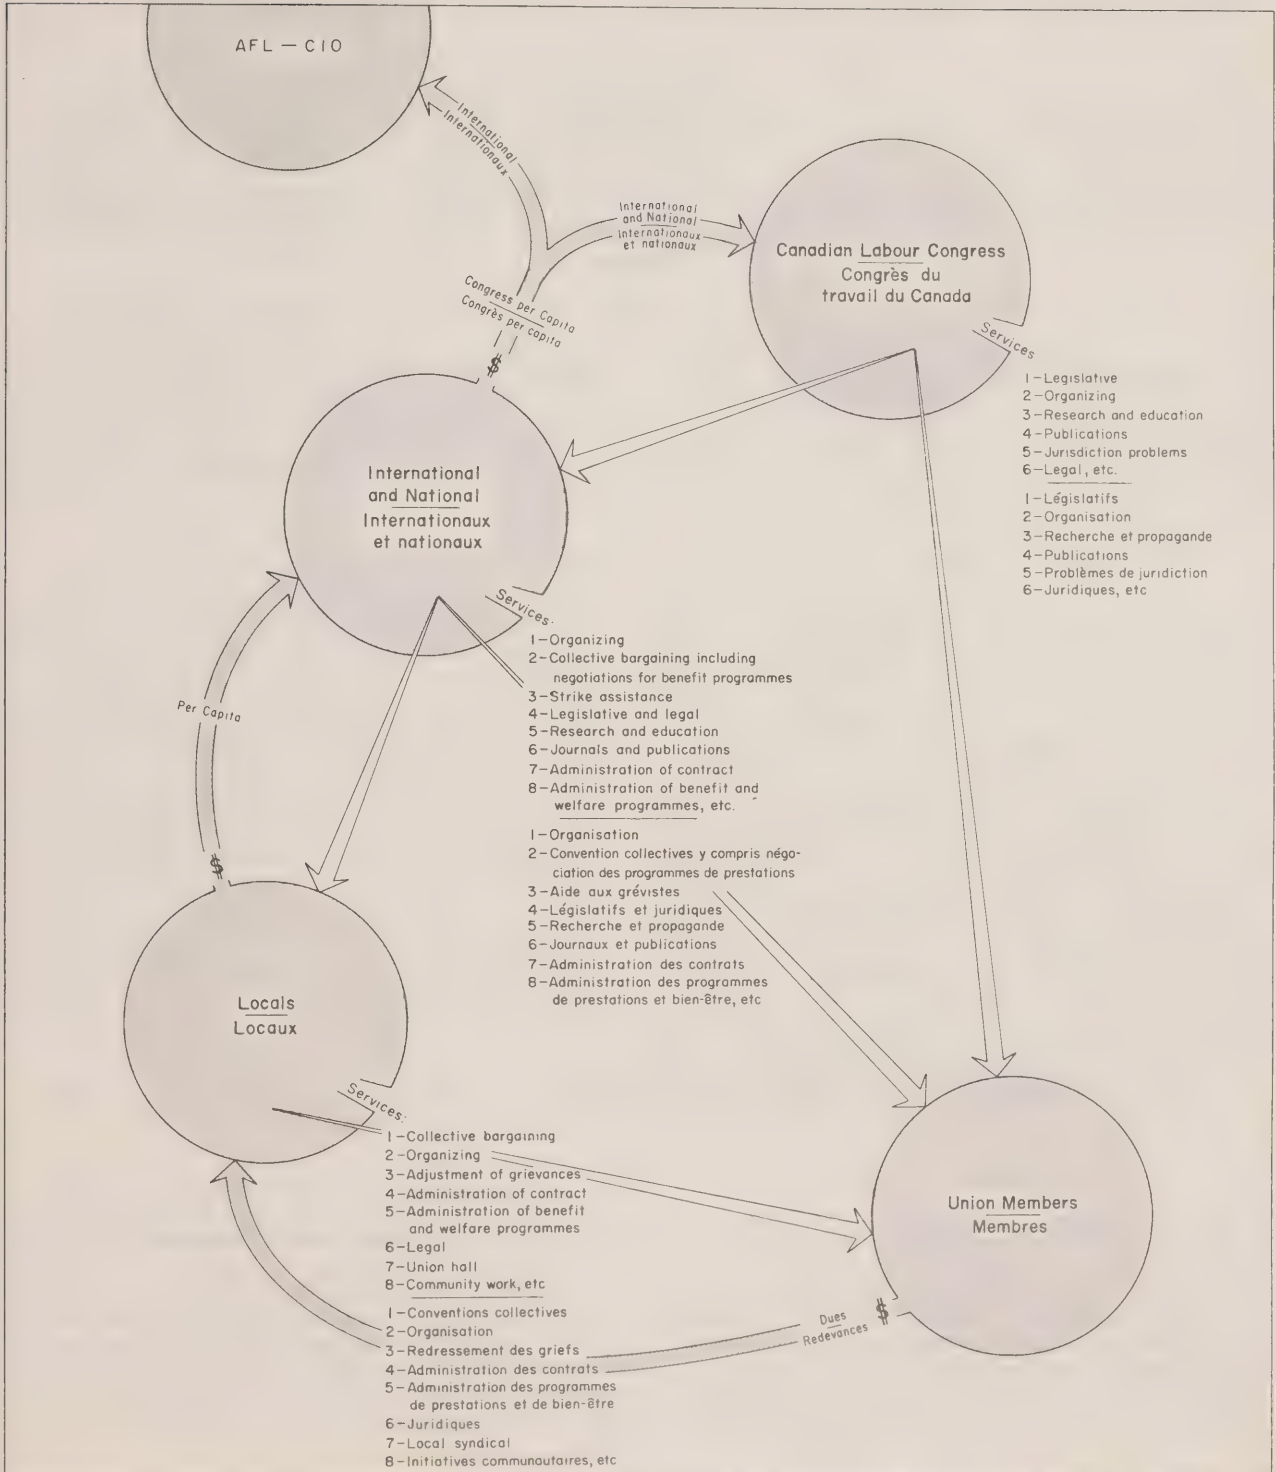 AFL — CIO
International
Internationaux
International
and National
Internationaux
et nationaux
Canadian Labour Congress
Congrès du
travail du Canada
Congress per Capita
Congrès per capita
$
Services
1—Legislative
2—Organizing
3—Research and education
4—Publications
5—Jurisdiction problems
6—Legal, etc.
1—Législatifs
2—Organisation
3—Recherche et propagande
4—Publications
5—Problèmes de juridiction
6—Juridiques, etc
International
and National
Internationaux
et nationaux
Services:
1—Organizing
2—Collective bargaining including
negotiations for benefit programmes
3—Strike assistance
4—Legislative and legal
5—Research and education
6—Journals and publications
7—Administration of contract
8—Administration of benefit and
welfare programmes, etc.
1—Organisation
2—Convention collectives y compris négo-
ciation des programmes de prestations
3—Aide aux grévistes
4—Législatifs et juridiques
5—Recherche et propagande
6—Journaux et publications
7—Administration des contrats
8—Administration des programmes
de prestations et bien-être, etc
Per Capita
$
Locals
Locaux
Services:
1—Collective bargaining
2—Organizing
3—Adjustment of grievances
4—Administration of contract
5—Administration of benefit
and welfare programmes
6—Legal
7—Union hall
8—Community work, etc
1—Conventions collectives
2—Organisation
3—Redressement des griefs
4—Administration des contrats
5—Administration des programmes
de prestations et de bien-être
6—Juridiques
7—Local syndical
8—Initiatives communautaires, etc
Union Members
Membres
Dues
Redevances
$